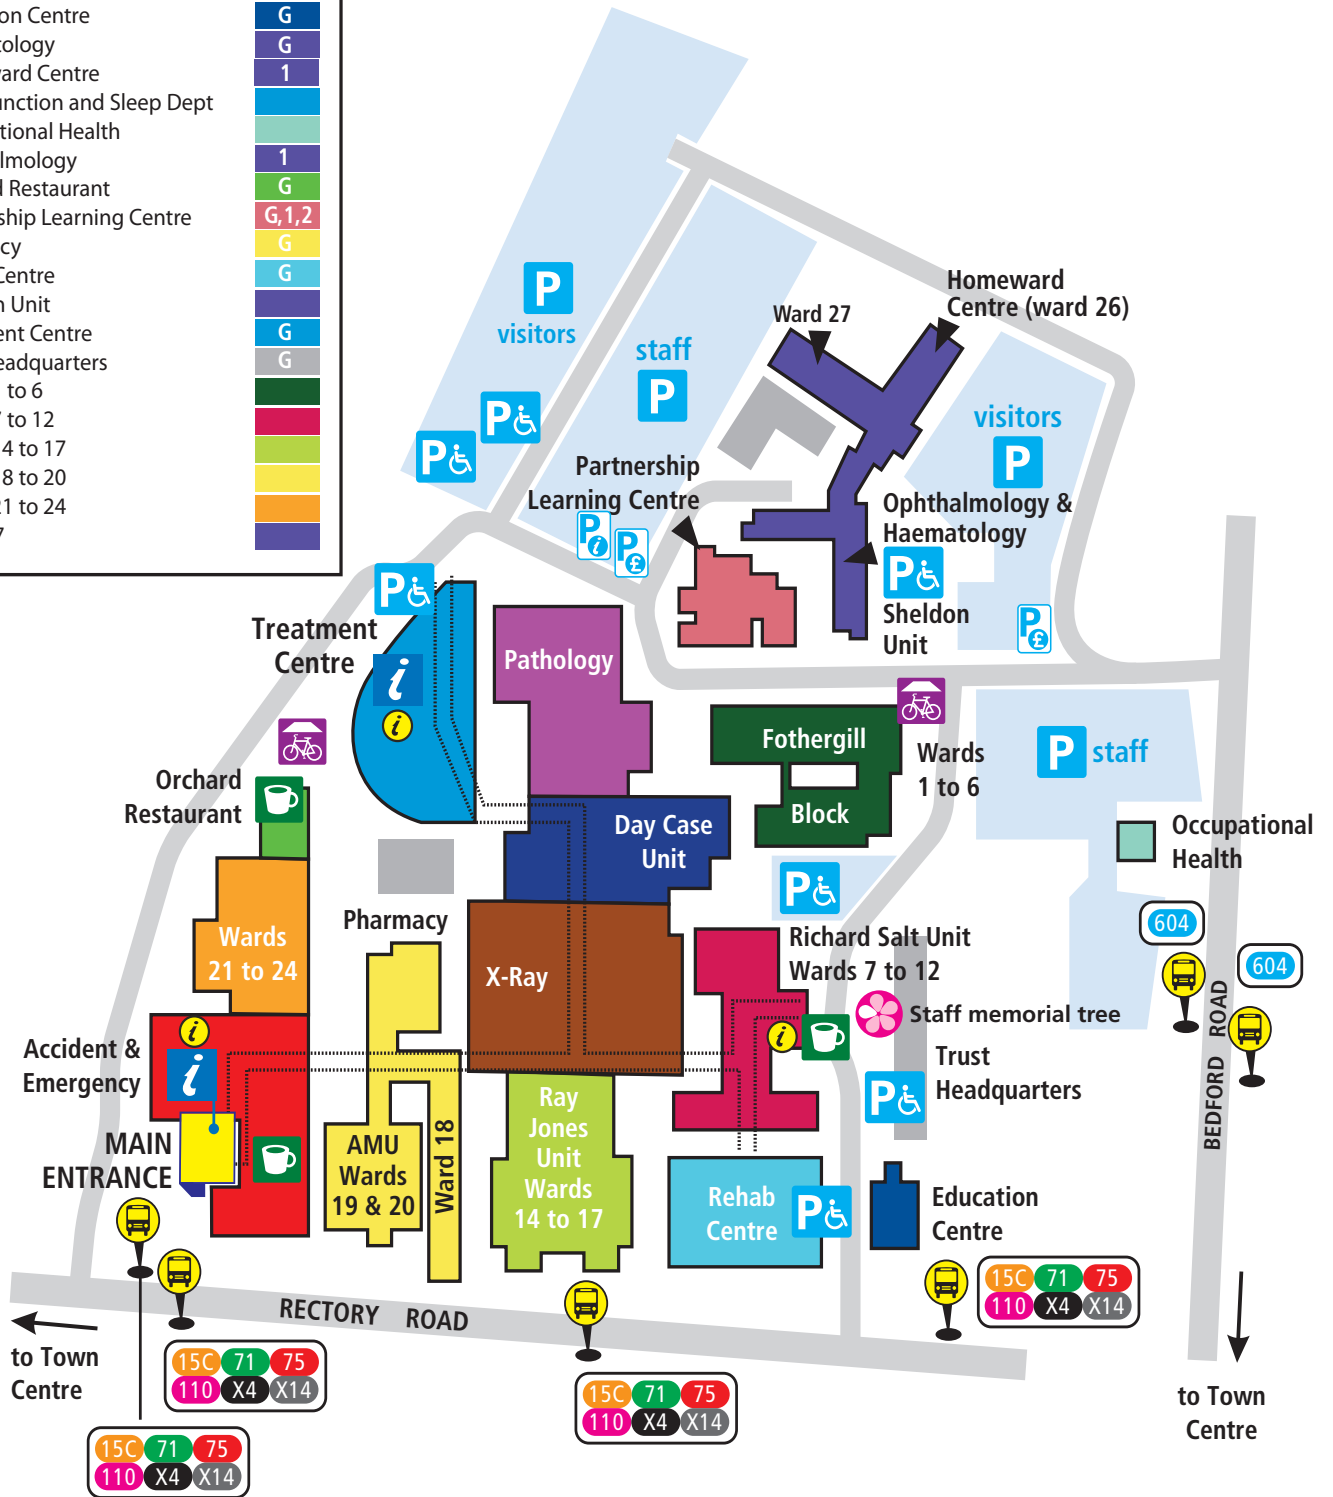 on Centre G
tology G
ard Centre 1
unction and Sleep Dept
tional Health
lmology 1
d Restaurant G
ship Learning Centre G,1,2
cy G
Centre G
n Unit
ent Centre G
eadquarters G
1 to 6
7 to 12
14 to 17
18 to 20
21 to 24
7
P
visitors
staff
P
Ward 27
Homeward
Centre (ward 26)
visitors
P
P
P
Partnership
Learning Centre
P i
P £
Ophthalmology &
Haematology
P
Sheldon
Unit
P £
P
Treatment
Centre
i
i
Pathology
Fothergill
Block
Wards
1 to 6
P staff
Orchard
Restaurant
Day Case
Unit
Occupational
Health
P
Pharmacy
Wards
21 to 24
X-Ray
Richard Salt Unit
Wards 7 to 12
604
604
Staff memorial tree
i
i
i
Accident &
Emergency
Trust
Headquarters
P
BEDFORD ROAD
MAIN
ENTRANCE
AMU
Wards
19 & 20
Ward 18
Ray
Jones
Unit
Wards
14 to 17
Rehab
Centre
P
Education
Centre
15C 71 75
110 X4 X14
RECTORY ROAD
to Town
Centre
15C 71 75
110 X4 X14
15C 71 75
110 X4 X14
to Town
Centre
15C 71 75
110 X4 X14